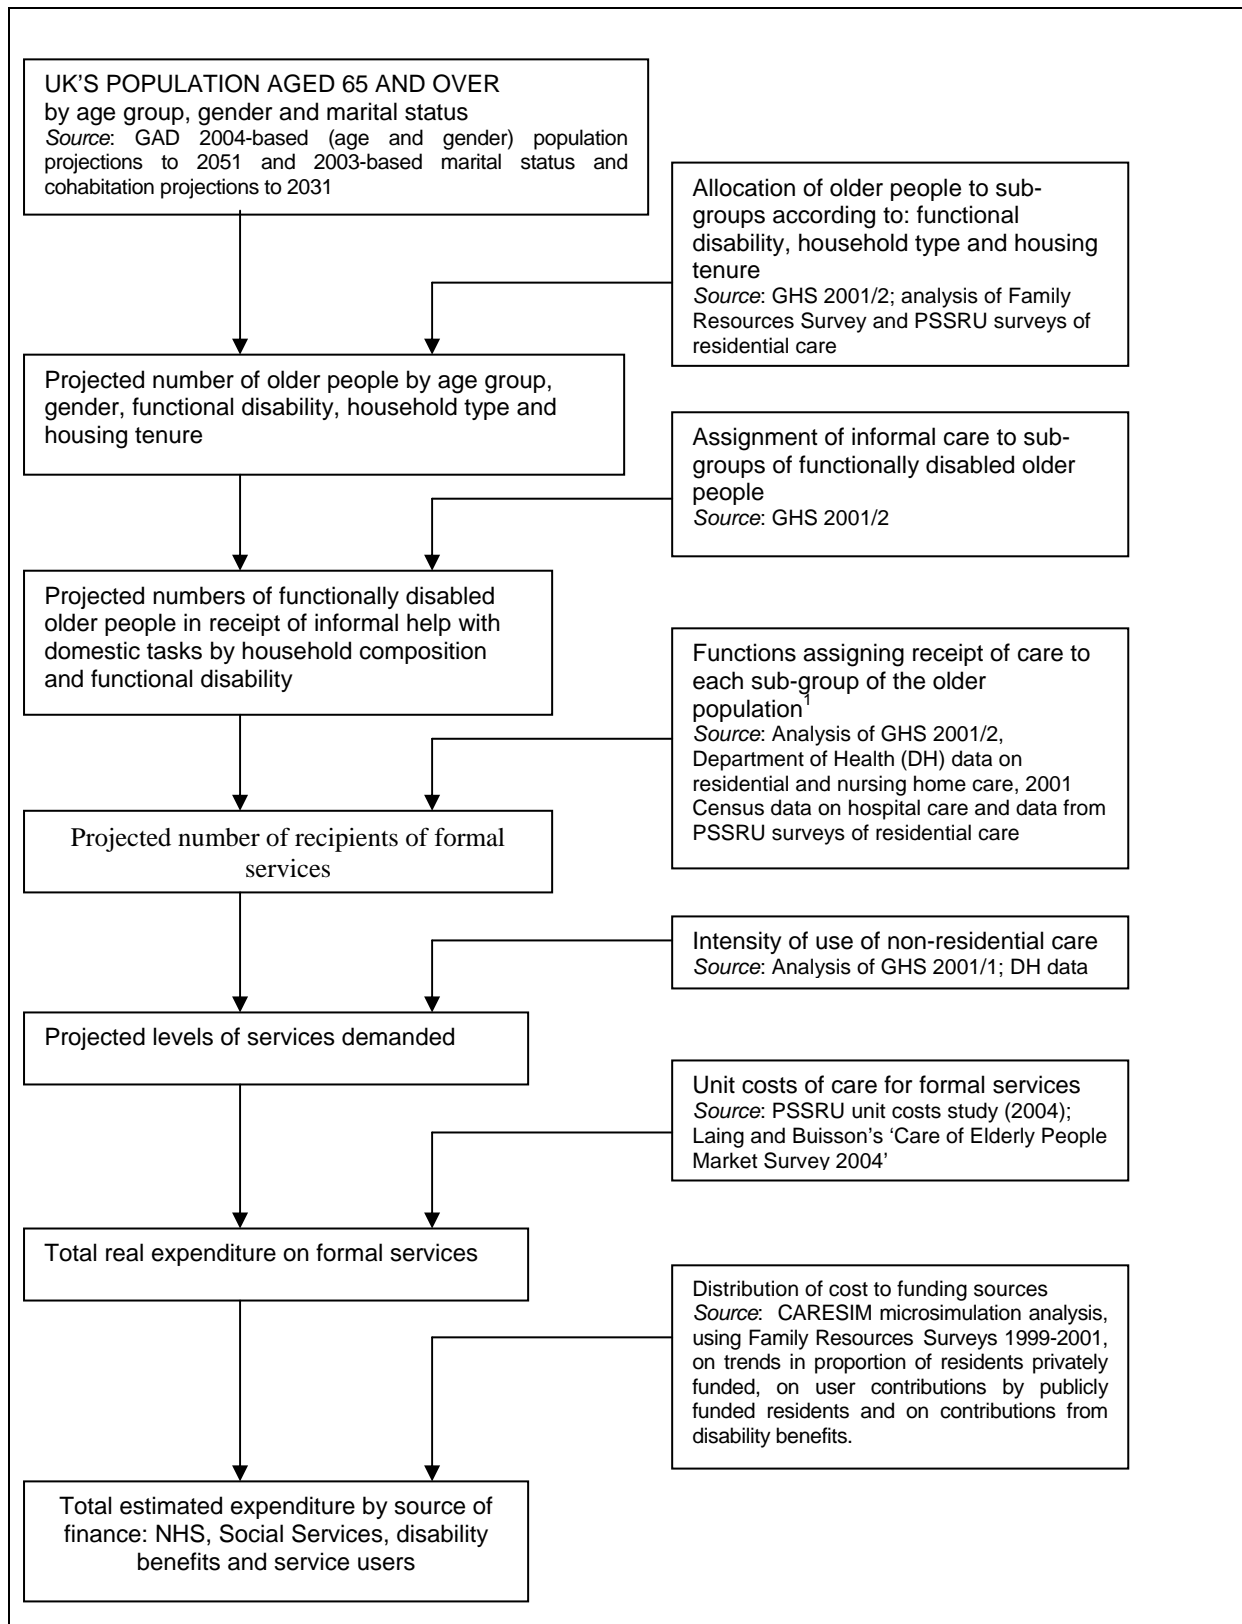 UK'S POPULATION AGED 65 AND OVER
by age group, gender and marital status
Source: GAD 2004-based (age and gender) population
projections to 2051 and 2003-based marital status and
cohabitation projections to 2031
Allocation of older people to sub-
groups according to: functional
disability, household type and housing
tenure
Source: GHS 2001/2; analysis of Family
Resources Survey and PSSRU surveys of
residential care
Projected number of older people by age group,
gender, functional disability, household type and
housing tenure
Assignment of informal care to sub-
groups of functionally disabled older
people
Source: GHS 2001/2
Projected numbers of functionally disabled
older people in receipt of informal help with
domestic tasks by household composition
and functional disability
Functions assigning receipt of care to
each sub-group of the older
population1
Source: Analysis of GHS 2001/2,
Department of Health (DH) data on
residential and nursing home care, 2001
Census data on hospital care and data from
PSSRU surveys of residential care
Projected number of recipients of formal
services
Intensity of use of non-residential care
Source: Analysis of GHS 2001/1; DH data
Projected levels of services demanded
Unit costs of care for formal services
Source: PSSRU unit costs study (2004);
Laing and Buisson's 'Care of Elderly People
Market Survey 2004'
Total real expenditure on formal services
Distribution of cost to funding sources
Source: CARESIM microsimulation analysis,
using Family Resources Surveys 1999-2001,
on trends in proportion of residents privately
funded, on user contributions by publicly
funded residents and on contributions from
disability benefits.
Total estimated expenditure by source of
finance: NHS, Social Services, disability
benefits and service users